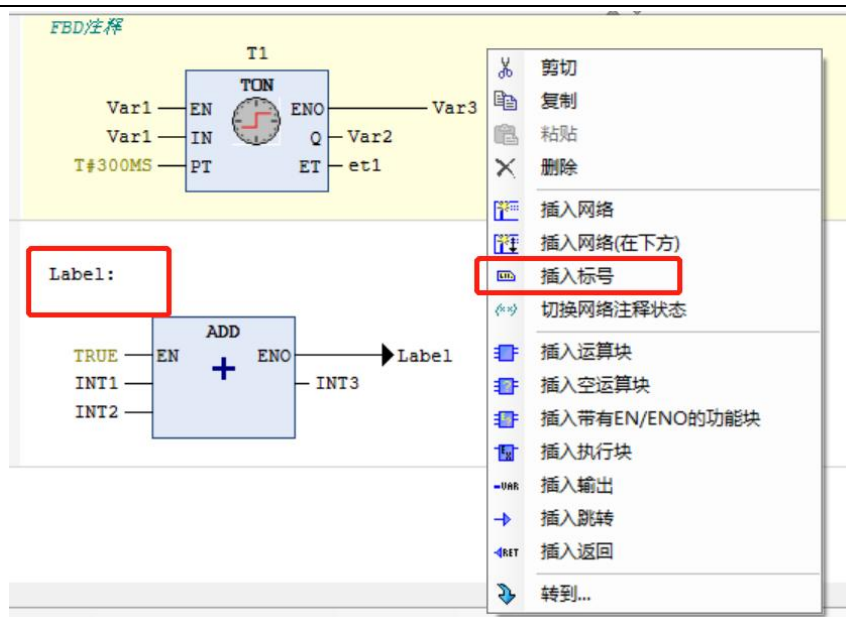 FBD注释
T1
TON
Var1 EN ENO Var3
Var1 IN Q Var2
T#300MS PT ET et1
Label:
ADD
TRUE EN ENO Label
INT1 INT3
INT2
剪切
复制
粘贴
删除
插入网络
插入网络(在下方)
插入标号
切换网络注释状态
插入运算块
插入空运算块
插入带有EN/ENO的功能块
插入执行块
-VAR 插入输出
插入跳转
RET 插入返回
转到...